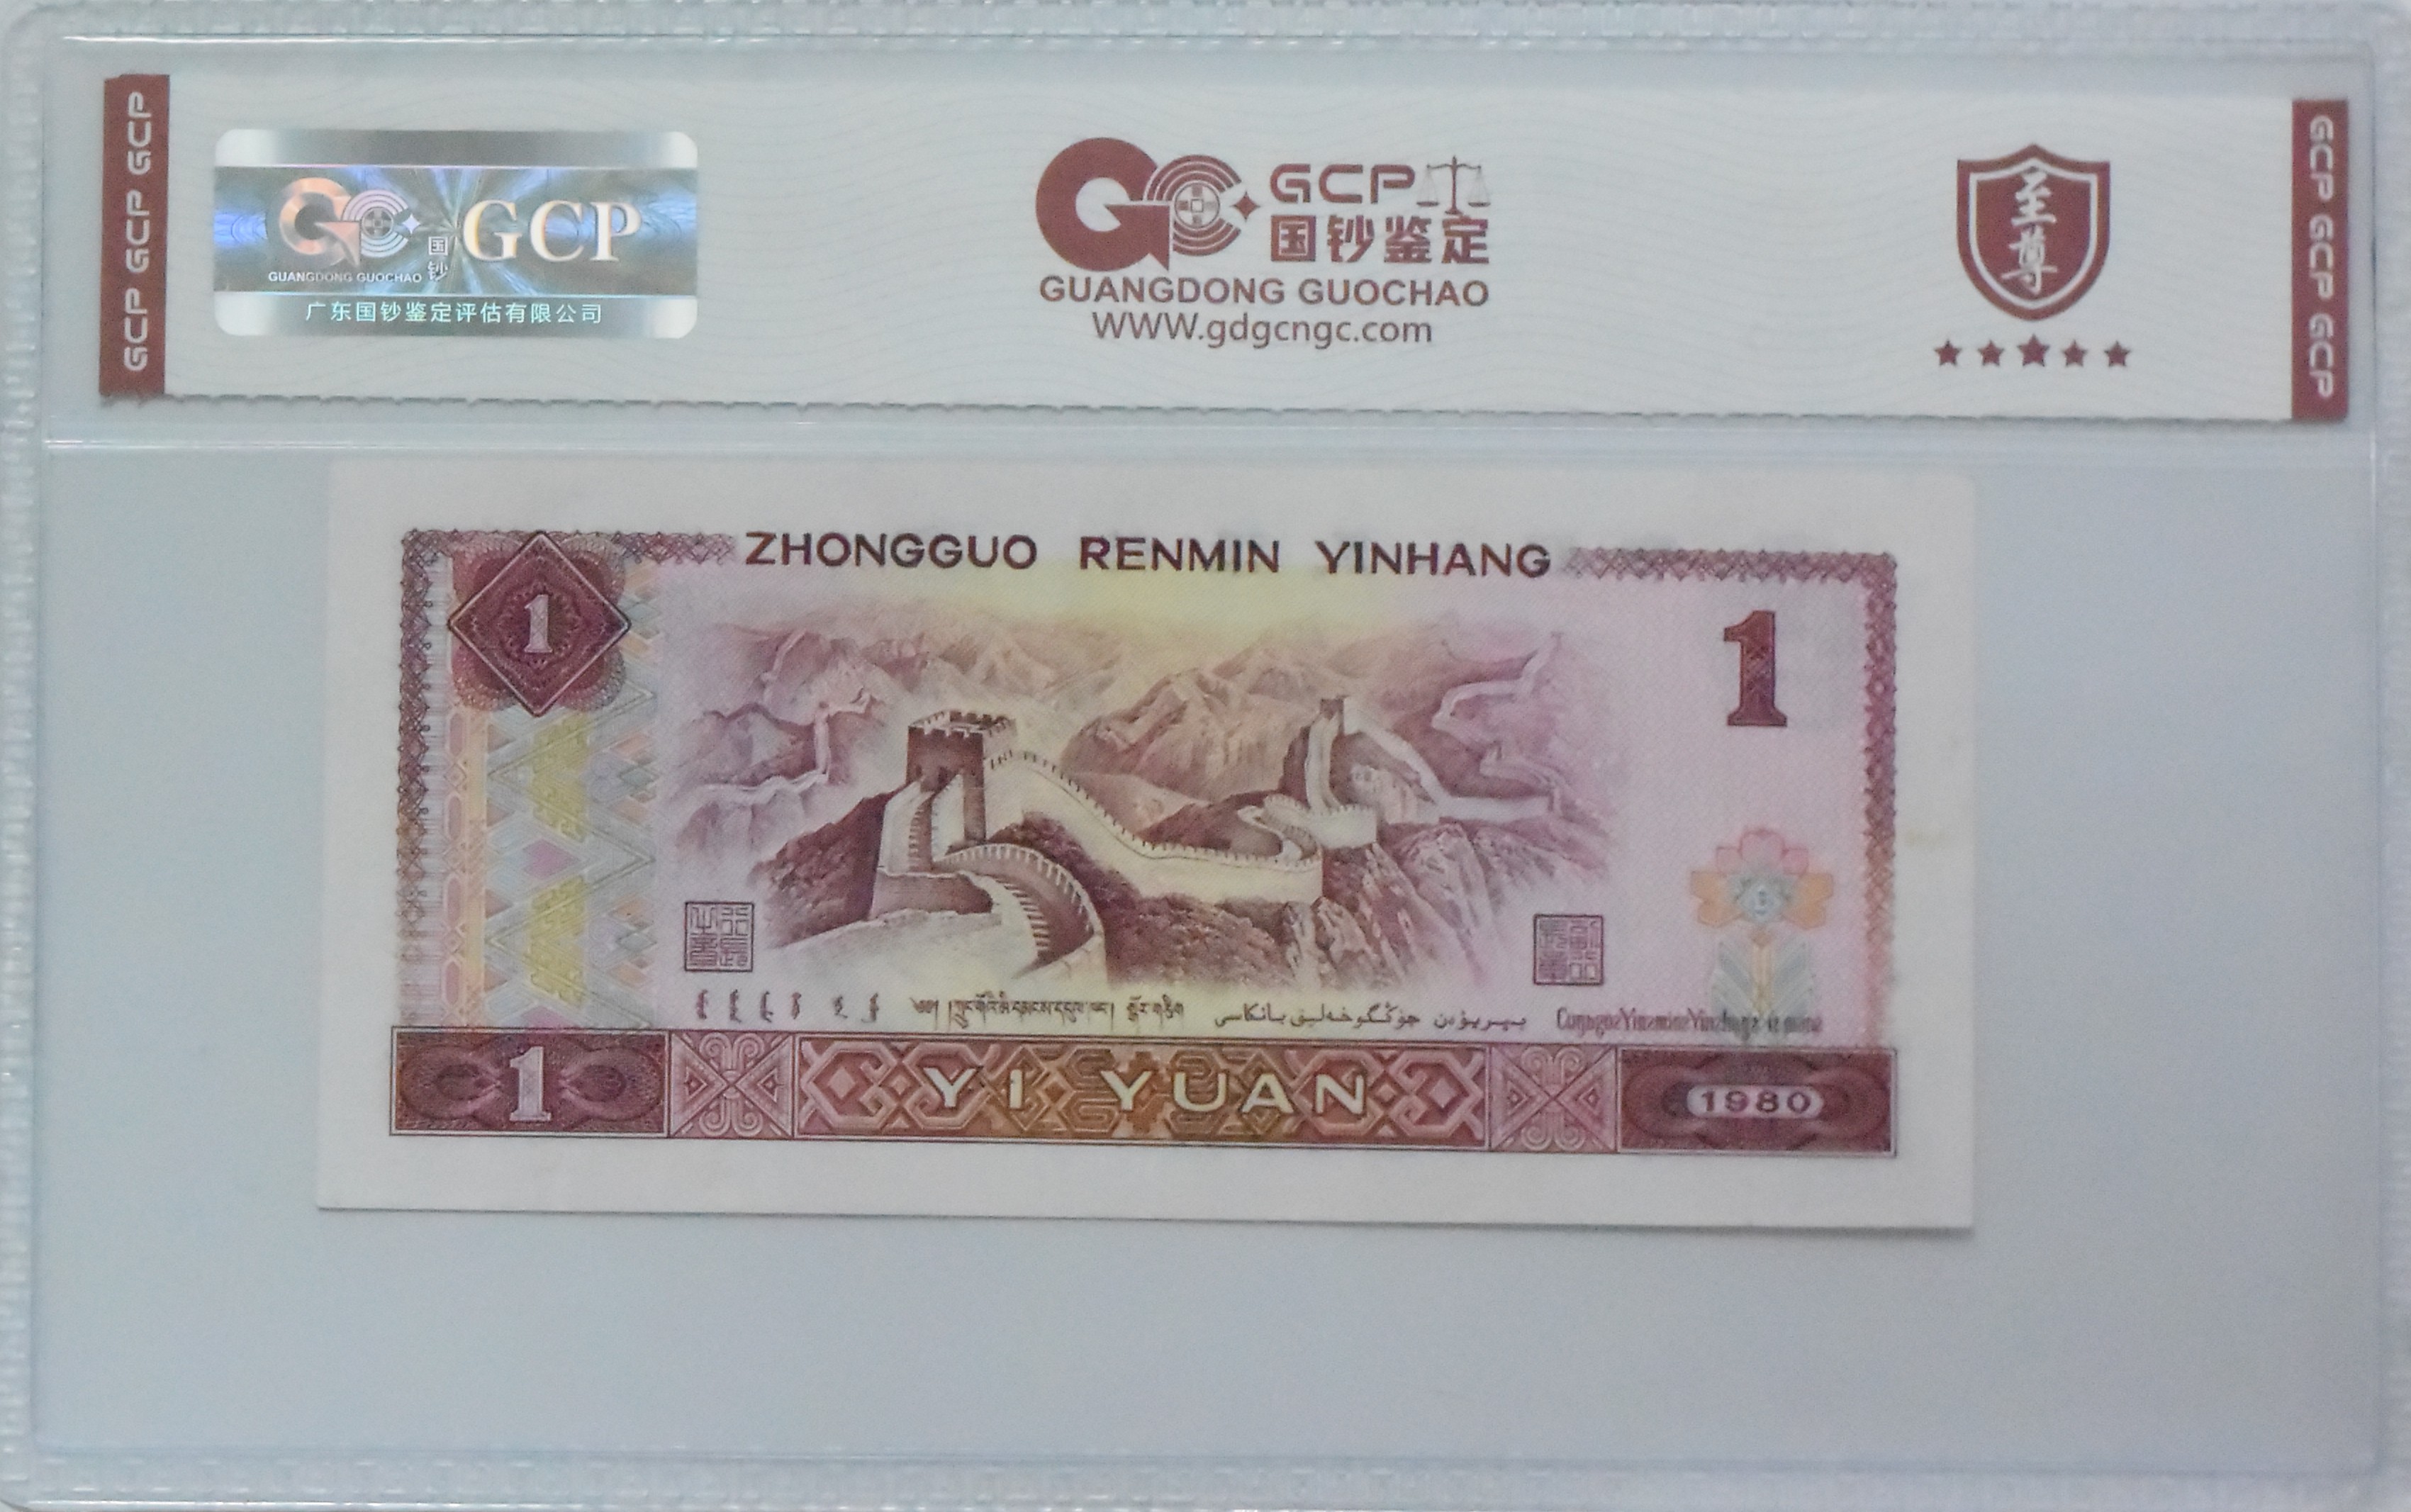 GCP GCP GCP
GUANGDONG GUOCHAO
国钞
GCP
广东国钞鉴定评估有限公司
GCP
国钞鉴定
GUANGDONG GUOCHAO
WWW.gdgcngc.com
至尊
GCP GCP GCP
ZHONGGUO RENMIN YINHANG
1
1
1
YI YUAN
1980